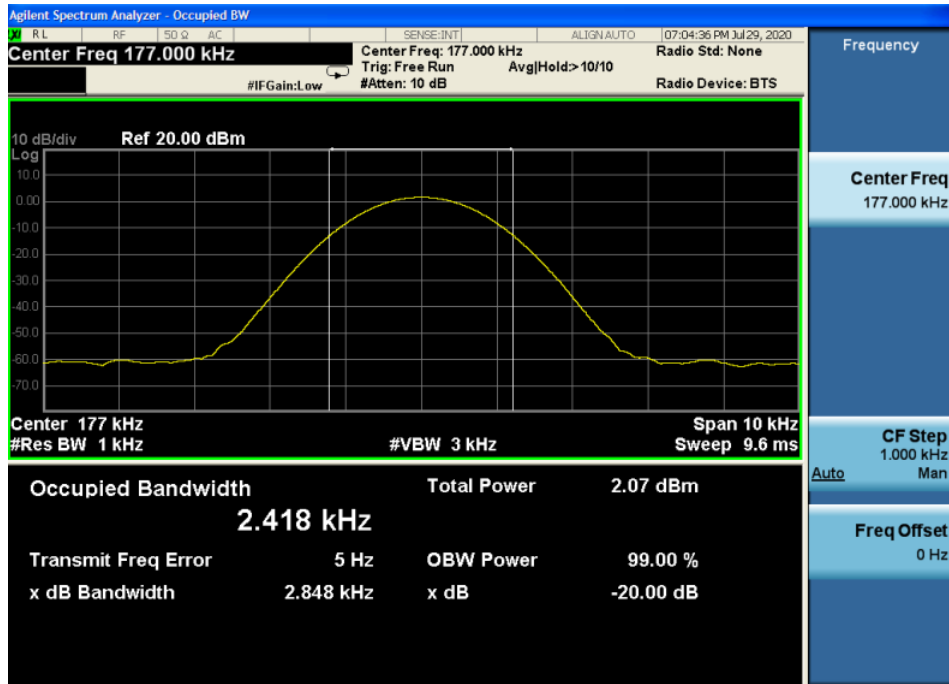 Agilent Spectrum Analyzer - Occupied BW
RL RF 50 Ω AC SENSE:INT ALIGN AUTO 07:04:36 PM Jul 29, 2020
Center Freq 177.000 kHz
#IFGain:Low
Center Freq: 177.000 kHz
Trig: Free Run Avg|Hold:> 10/10
#Atten: 10 dB
Radio Std: None
Radio Device: BTS
10 dB/div Ref 20.00 dBm
Log
10.0
0.00
-10.0
-20.0
-30.0
-40.0
-50.0
-60.0
-70.0
Center 177 kHz Span 10 kHz
#Res BW 1 kHz #VBW 3 kHz Sweep 9.6 ms
Occupied Bandwidth Total Power 2.07 dBm
2.418 kHz
Transmit Freq Error 5 Hz OBW Power 99.00 %
x dB Bandwidth 2.848 kHz x dB -20.00 dB
Frequency
Center Freq
177.000 kHz
CF Step
1.000 kHz
Auto Man
Freq Offset
0 Hz